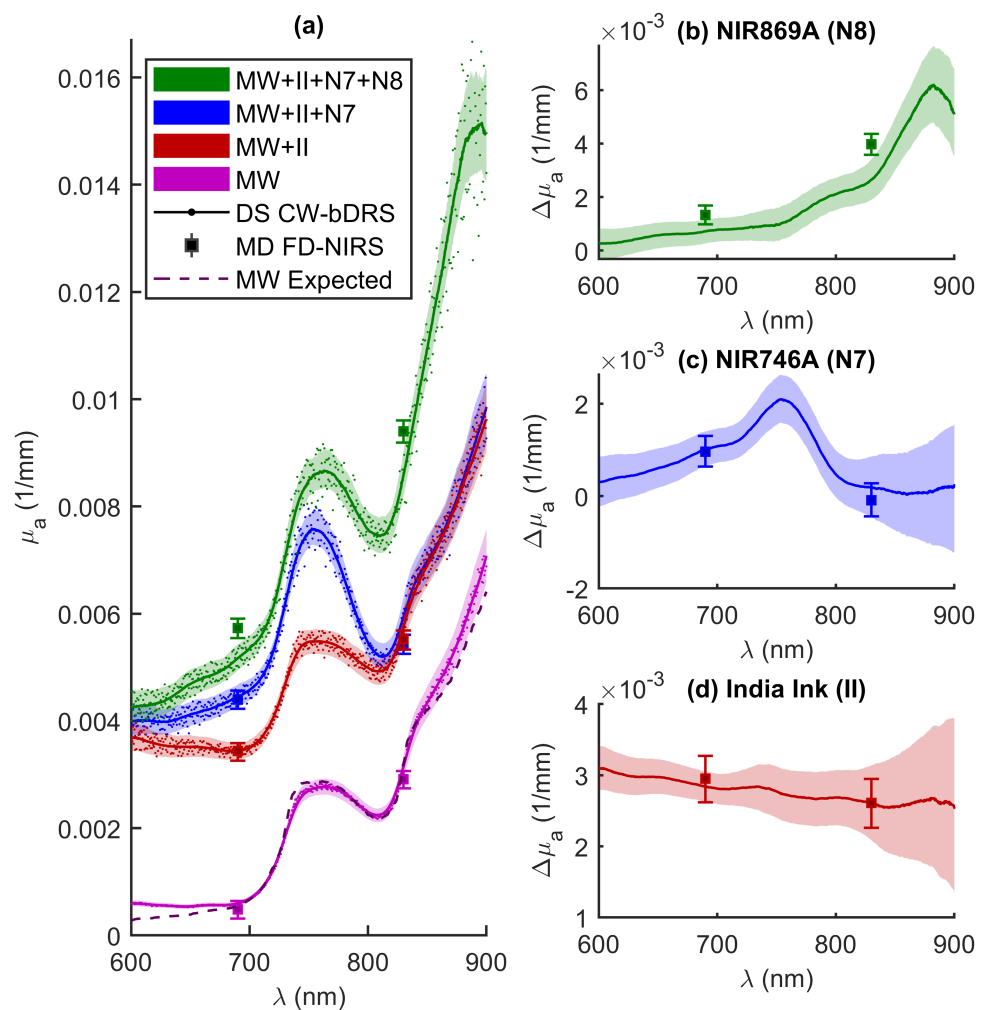 (a)
0.016
0.014
0.012
0.01
0.008
0.006
0.004
0.002
0
600
700
800
900
λ (nm)
μa (1/mm)
MW+II+N7+N8
MW+II+N7
MW+II
MW
DS CW-bDRS
MD FD-NIRS
MW Expected
×10-3
(b) NIR869A (N8)
6
4
2
0
600
700
800
900
λ (nm)
Δμa (1/mm)
×10-3
(c) NIR746A (N7)
2
0
-2
600
700
800
900
λ (nm)
Δμa (1/mm)
×10-3
(d) India Ink (II)
4
3
2
1
600
700
800
900
λ (nm)
Δμa (1/mm)